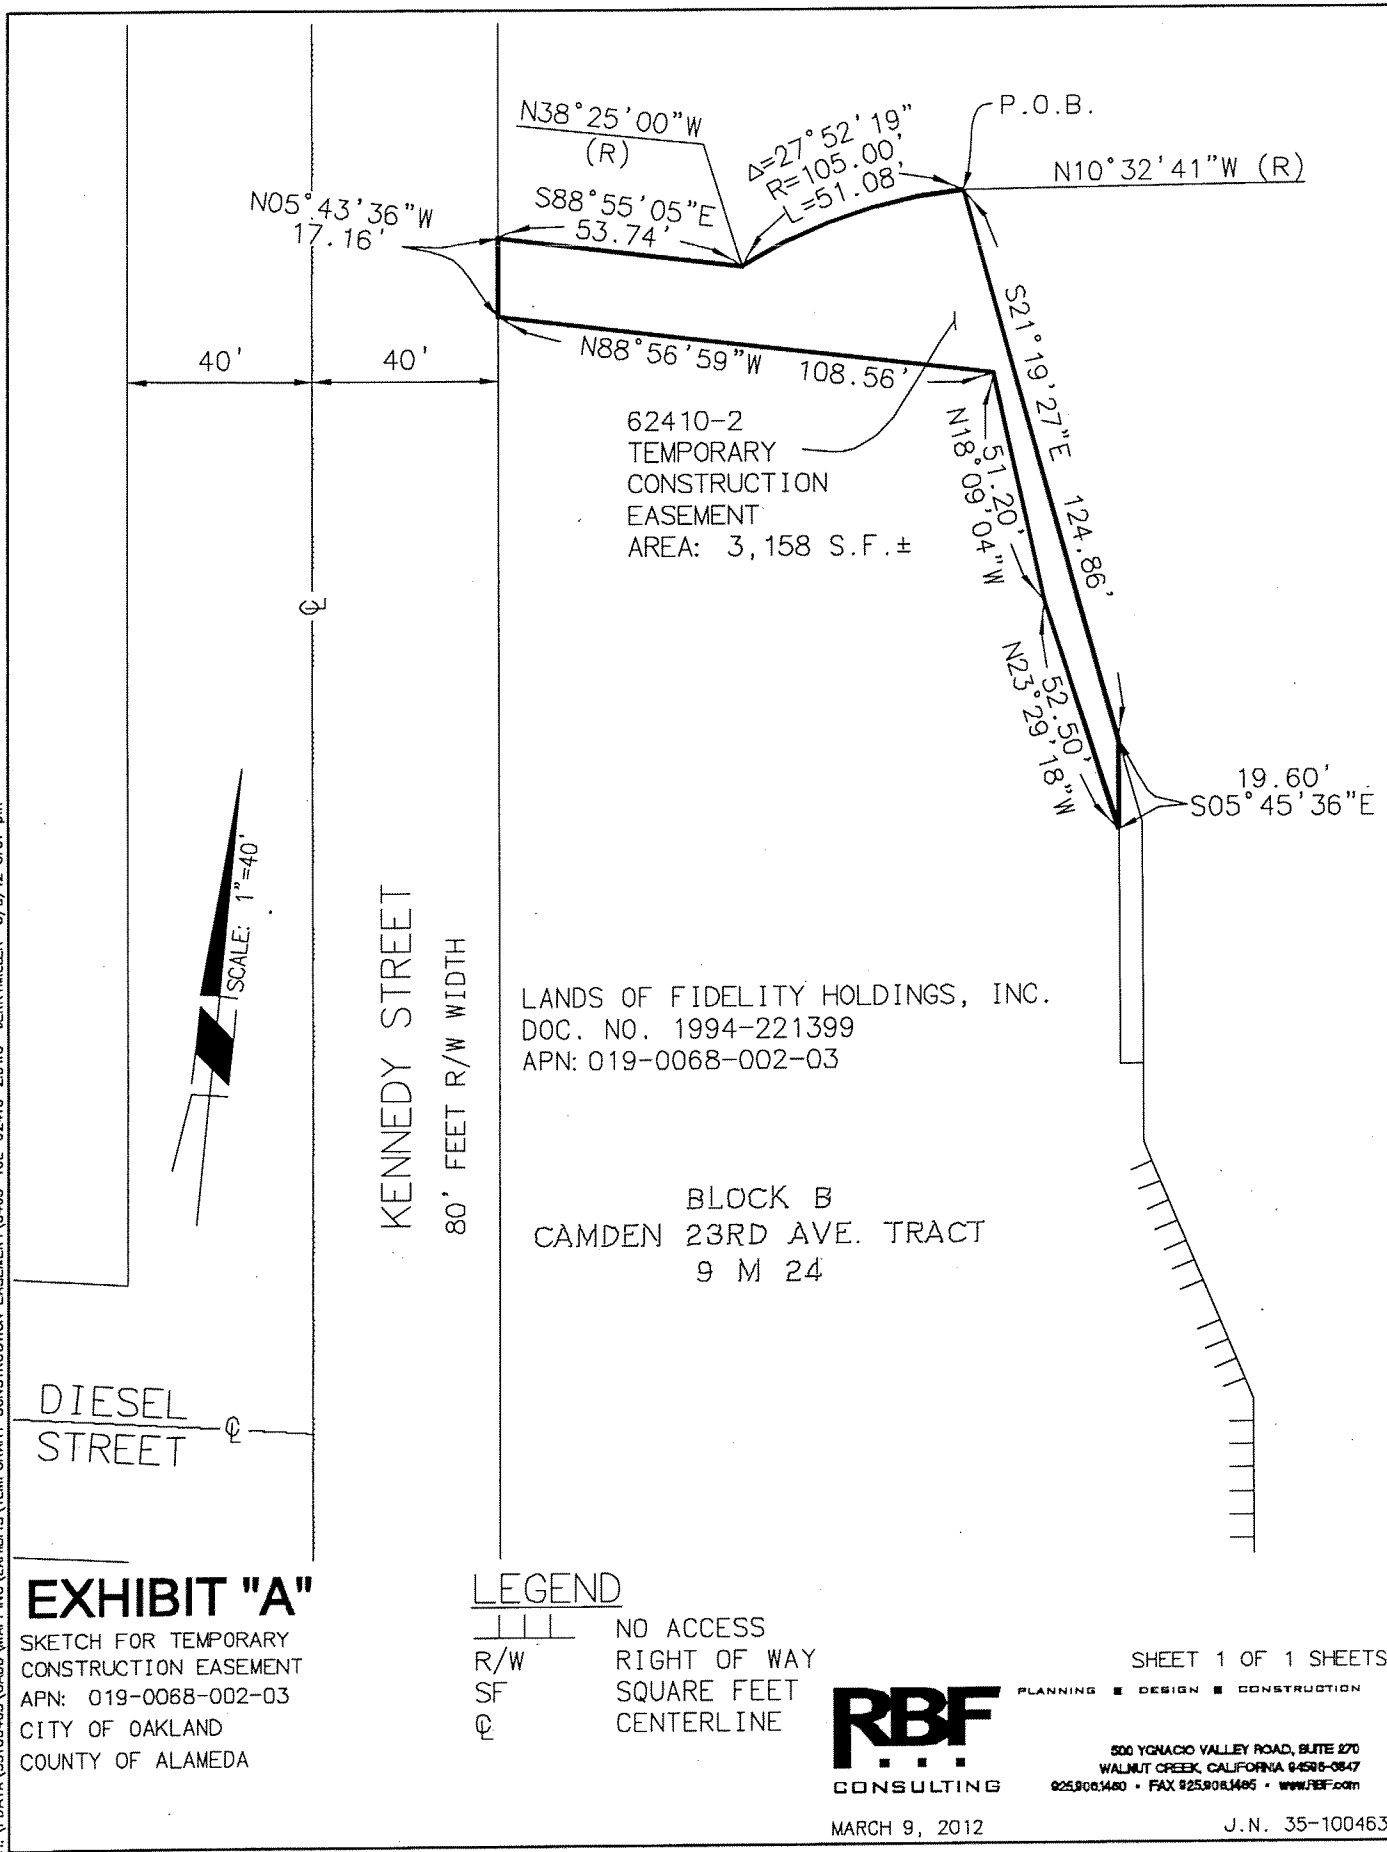 P.O.B.
N38°25'00"W
(R)
Δ=27°52'19"
R=105.00'
L=51.08'
N10°32'41"W (R)
N05°43'36"W
17.16'
S88°55'05"E
53.74'
40'
40'
N88°56'59"W 108.56'
S21°19'27"E 124.86'
62410-2
TEMPORARY
CONSTRUCTION
EASEMENT
AREA: 3,158 S.F.±
51.20'
N18°09'04"W
52.50'
N23°29'18"W
19.60'
S05°45'36"E
SCALE: 1"=40'
KENNEDY STREET
80' FEET R/W WIDTH
LANDS OF FIDELITY HOLDINGS, INC.
DOC. NO. 1994-221399
APN: 019-0068-002-03
BLOCK B
CAMDEN 23RD AVE. TRACT
9 M 24
DIESEL
STREET
EXHIBIT "A"
SKETCH FOR TEMPORARY
CONSTRUCTION EASEMENT
APN: 019-0068-002-03
CITY OF OAKLAND
COUNTY OF ALAMEDA
LEGEND
NO ACCESS
R/W RIGHT OF WAY
SF SQUARE FEET
℄ CENTERLINE
SHEET 1 OF 1 SHEETS
PLANNING ■ DESIGN ■ CONSTRUCTION
RBF
CONSULTING
500 YGNACIO VALLEY ROAD, SUITE 270
WALNUT CREEK, CALIFORNIA 94596-3847
925.906.1460 • FAX 925.906.1465 • www.RBF.com
MARCH 9, 2012
J.N. 35-100463